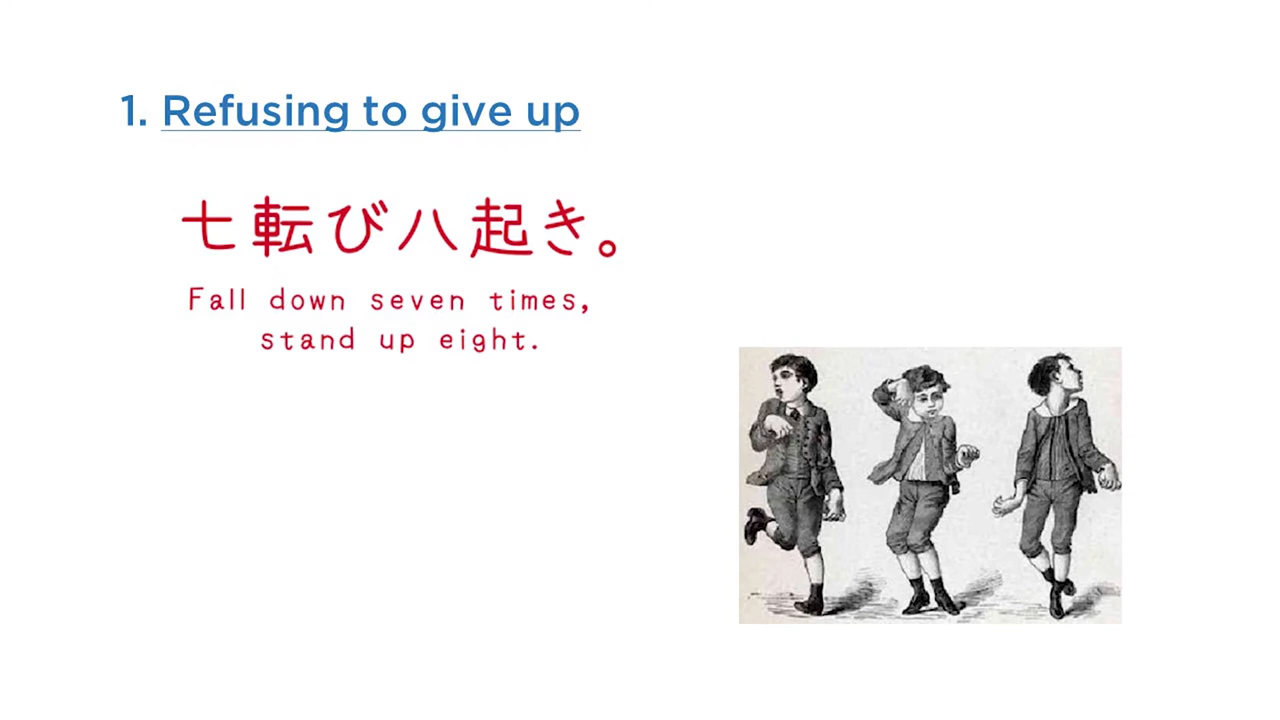 1. Refusing to give up
七転び八起き。
Fall down seven times,
stand up eight.